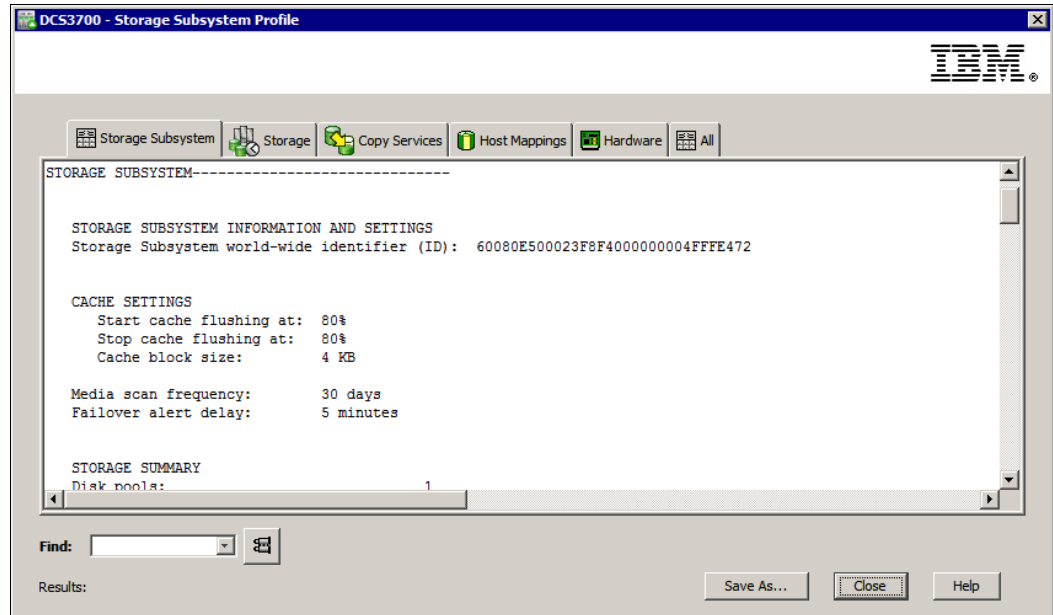 DCS3700 - Storage Subsystem Profile
IBM®
Storage Subsystem Storage Copy Services Host Mappings Hardware All
STORAGE SUBSYSTEM------------------------------
STORAGE SUBSYSTEM INFORMATION AND SETTINGS
Storage Subsystem world-wide identifier (ID): 60080E500023F8F4000000004FFFE472
CACHE SETTINGS
Start cache flushing at: 80%
Stop cache flushing at: 80%
Cache block size: 4 KB
Media scan frequency: 30 days
Failover alert delay: 5 minutes
STORAGE SUMMARY
Disk pools: 1
Find:
Results:
Save As... Close Help